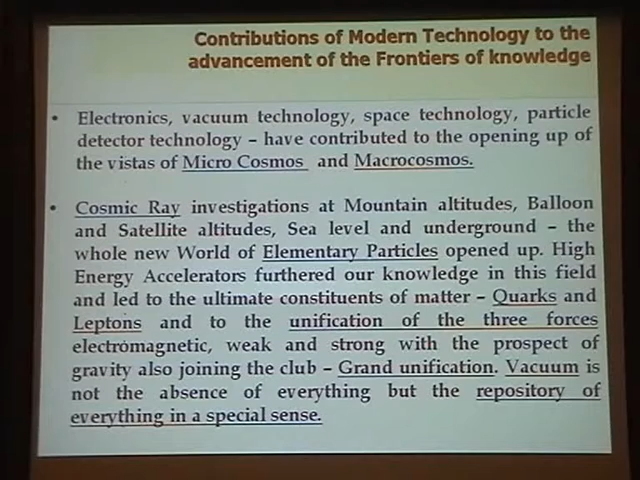 Contributions of Modern Technology to the
advancement of the Frontiers of knowledge
• Electronics, vacuum technology, space technology, particle
detector technology – have contributed to the opening up of
the vistas of Micro Cosmos and Macrocosmos.
• Cosmic Ray investigations at Mountain altitudes, Balloon
and Satellite altitudes, Sea level and underground – the
whole new World of Elementary Particles opened up. High
Energy Accelerators furthered our knowledge in this field
and led to the ultimate constituents of matter – Quarks and
Leptons and to the unification of the three forces
electromagnetic, weak and strong with the prospect of
gravity also joining the club – Grand unification. Vacuum is
not the absence of everything but the repository of
everything in a special sense.